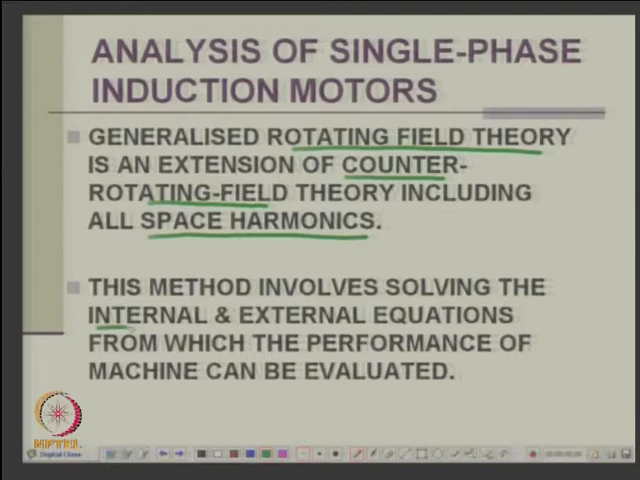 ANALYSIS OF SINGLE-PHASE
INDUCTION MOTORS
GENERALISED ROTATING FIELD THEORY
IS AN EXTENSION OF COUNTER-
ROTATING-FIELD THEORY INCLUDING
ALL SPACE HARMONICS.
THIS METHOD INVOLVES SOLVING THE
INTERNAL & EXTERNAL EQUATIONS
FROM WHICH THE PERFORMANCE OF
MACHINE CAN BE EVALUATED.
NPTEL